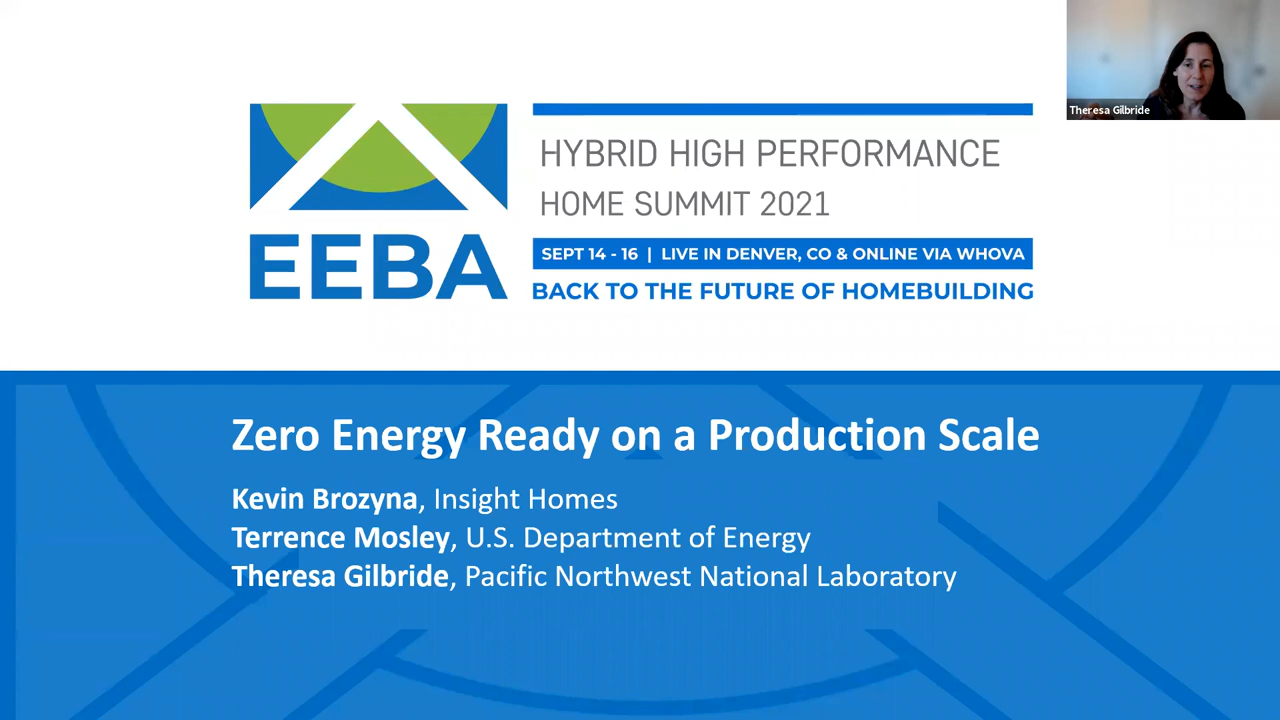 Theresa Gilbride
HYBRID HIGH PERFORMANCE
HOME SUMMIT 2021
EEBA
SEPT 14 - 16 | LIVE IN DENVER, CO & ONLINE VIA WHOVA
BACK TO THE FUTURE OF HOMEBUILDING
Zero Energy Ready on a Production Scale
Kevin Brozyna, Insight Homes
Terrence Mosley, U.S. Department of Energy
Theresa Gilbride, Pacific Northwest National Laboratory